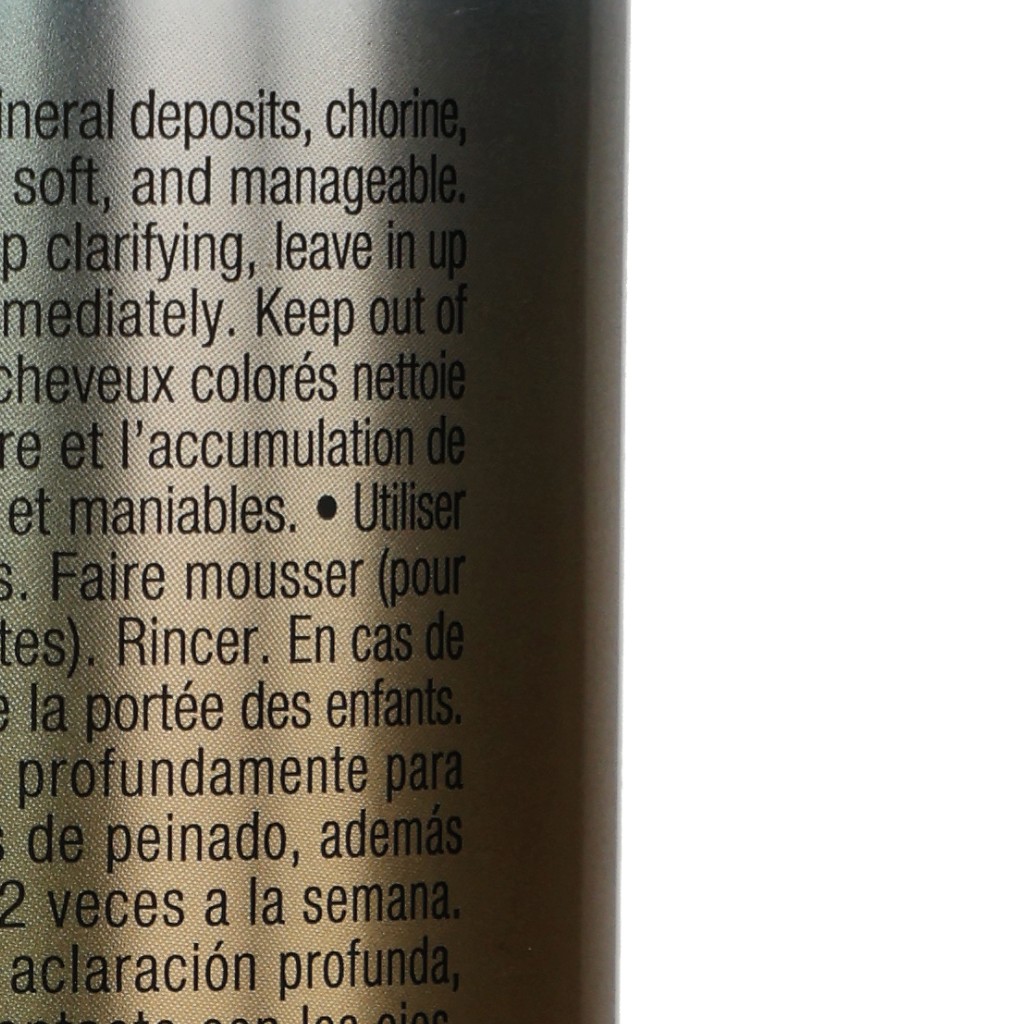 ineral deposits, chlorine,
soft, and manageable.
p clarifying, leave in up
mediately. Keep out of
cheveux colorés nettoie
re et l'accumulation de
et maniables. • Utiliser
s. Faire mousser (pour
tes). Rincer. En cas de
e la portée des enfants.
profundamente para
s de peinado, además
2 veces a la semana.
aclaración profunda,